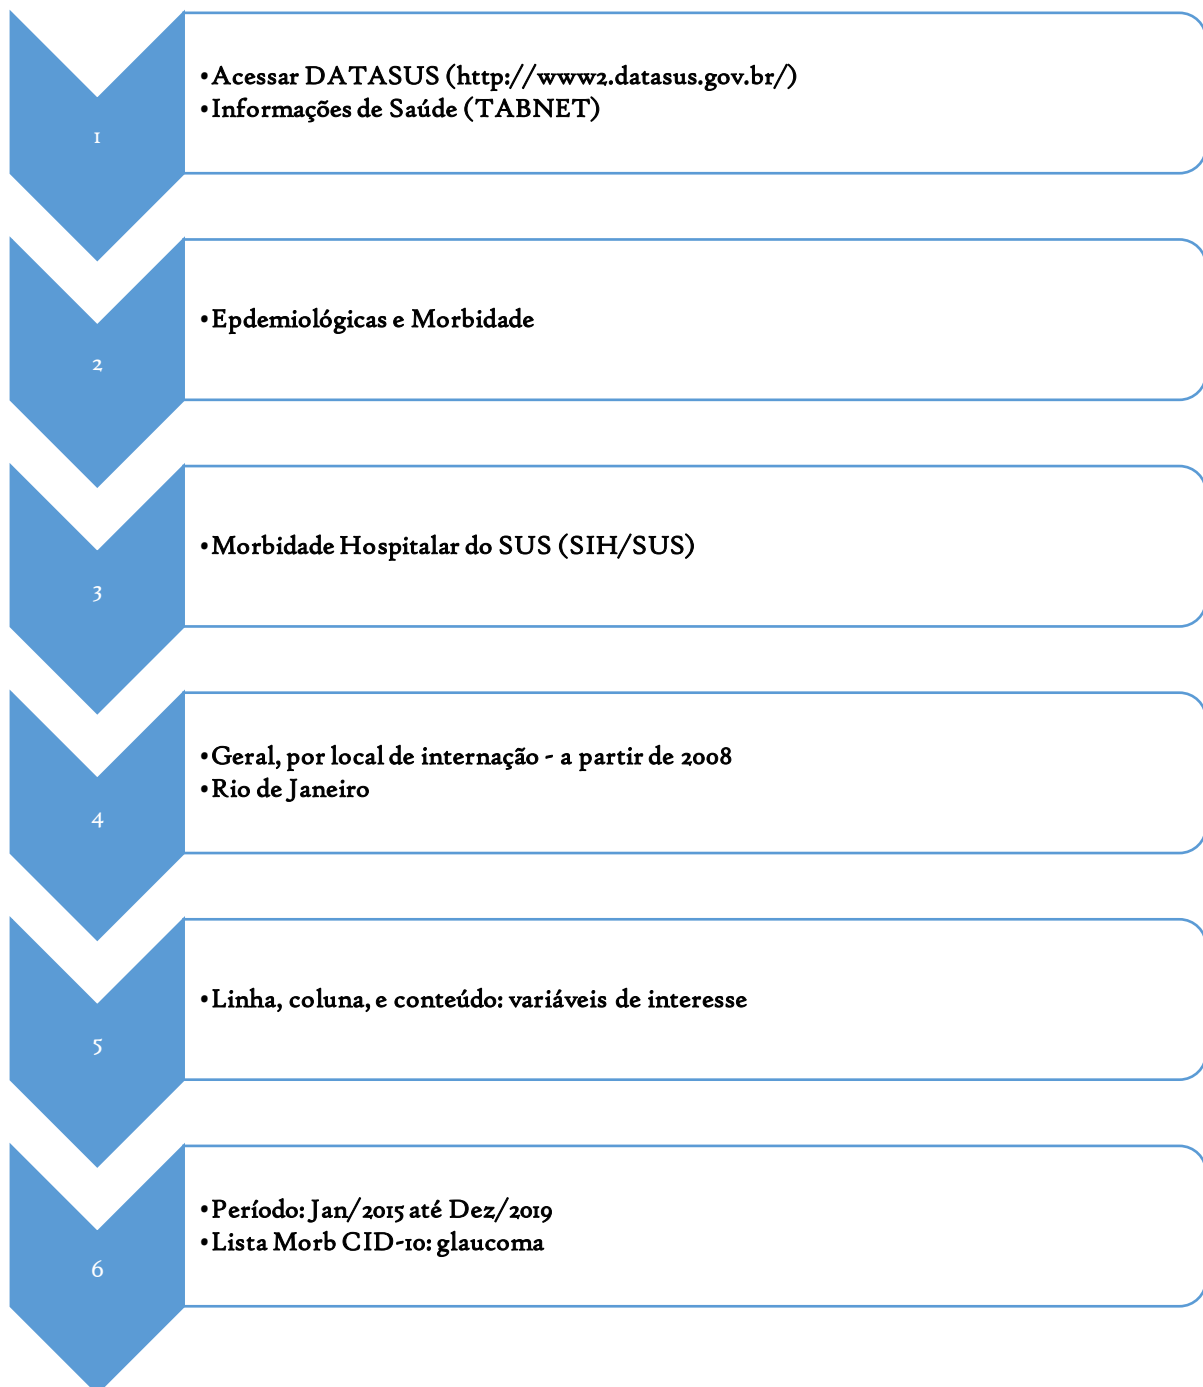 1
•Acessar DATASUS (http://www2.datasus.gov.br/)
•Informações de Saúde (TABNET)
2
•Epdemiológicas e Morbidade
3
•Morbidade Hospitalar do SUS (SIH/SUS)
4
•Geral, por local de internação - a partir de 2008
•Rio de Janeiro
5
•Linha, coluna, e conteúdo: variáveis de interesse
6
•Período: Jan/2015 até Dez/2019
•Lista Morb CID-10: glaucoma